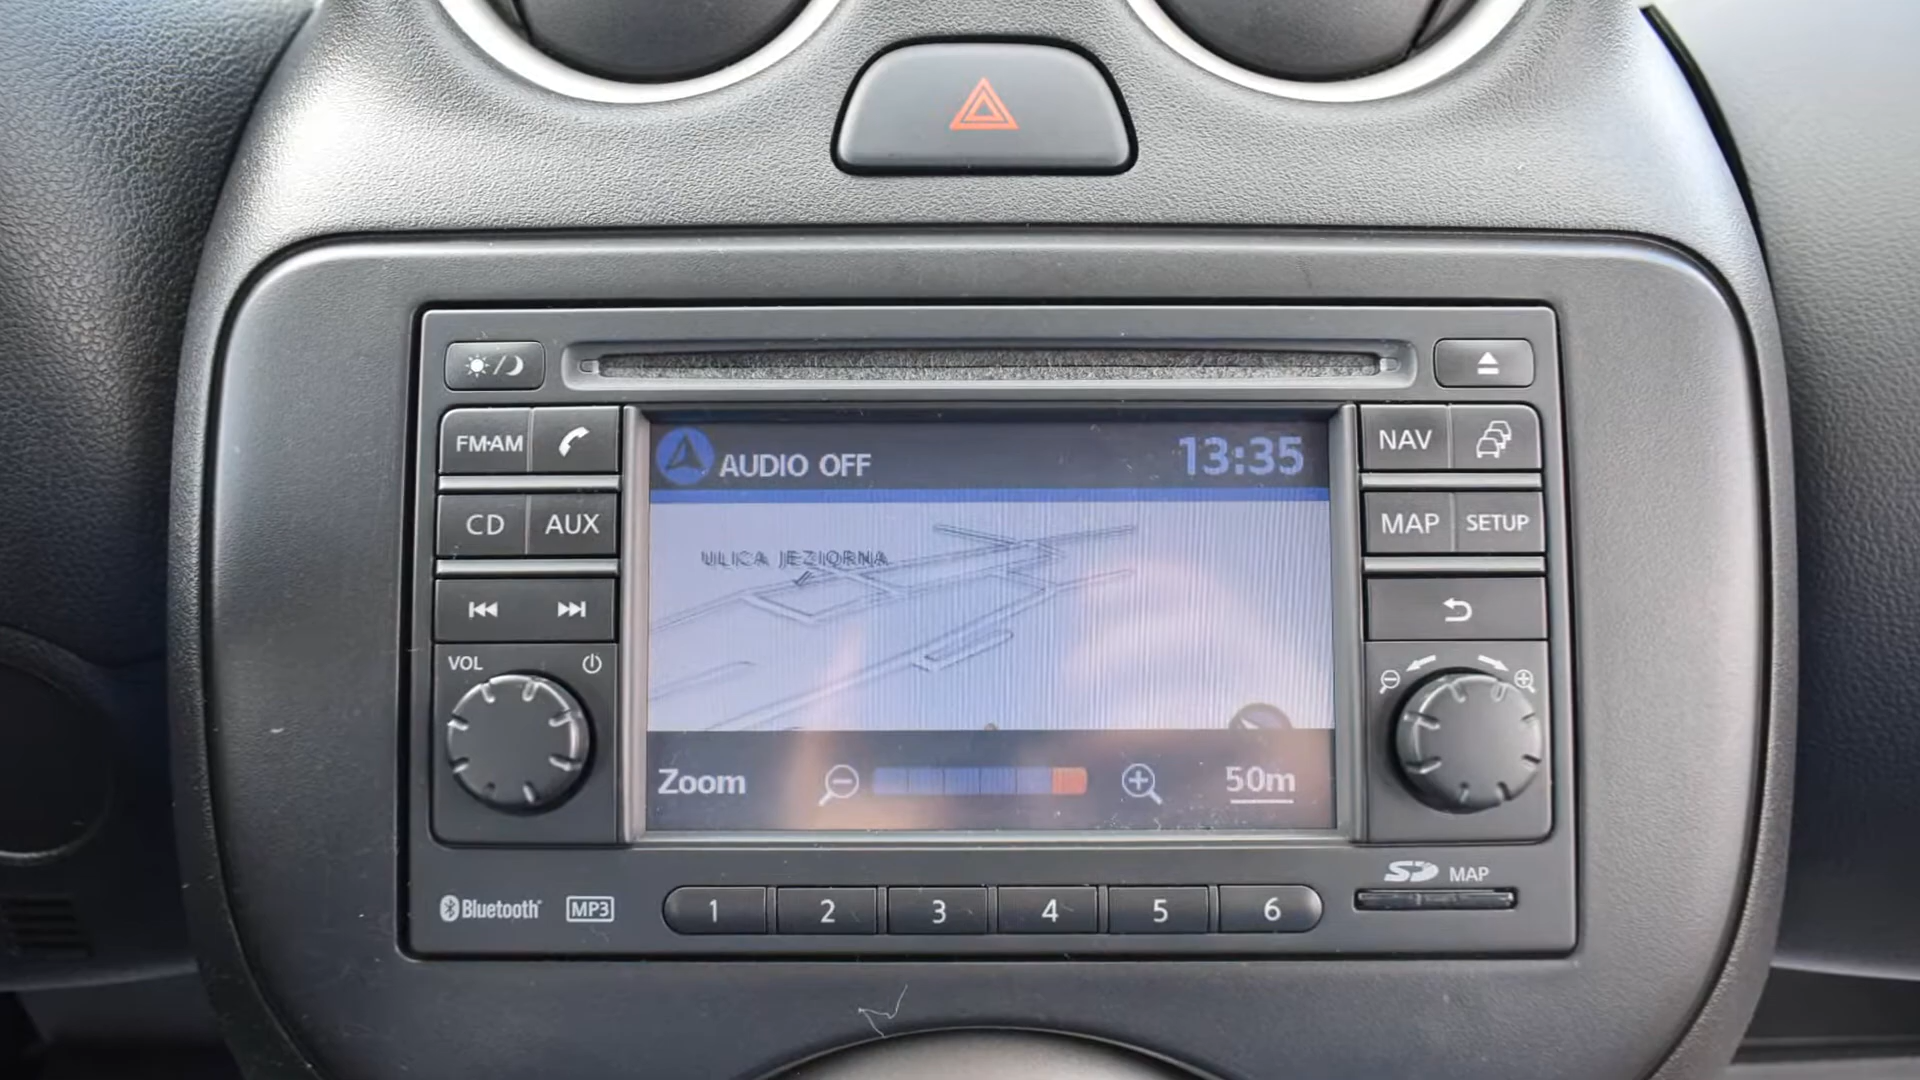 FM·AM
CD AUX
VOL
AUDIO OFF 13:35
ULICA JEZIORNA
Zoom 50m
NAV
MAP SETUP
Bluetooth® MP3
1 2 3 4 5 6
SD MAP